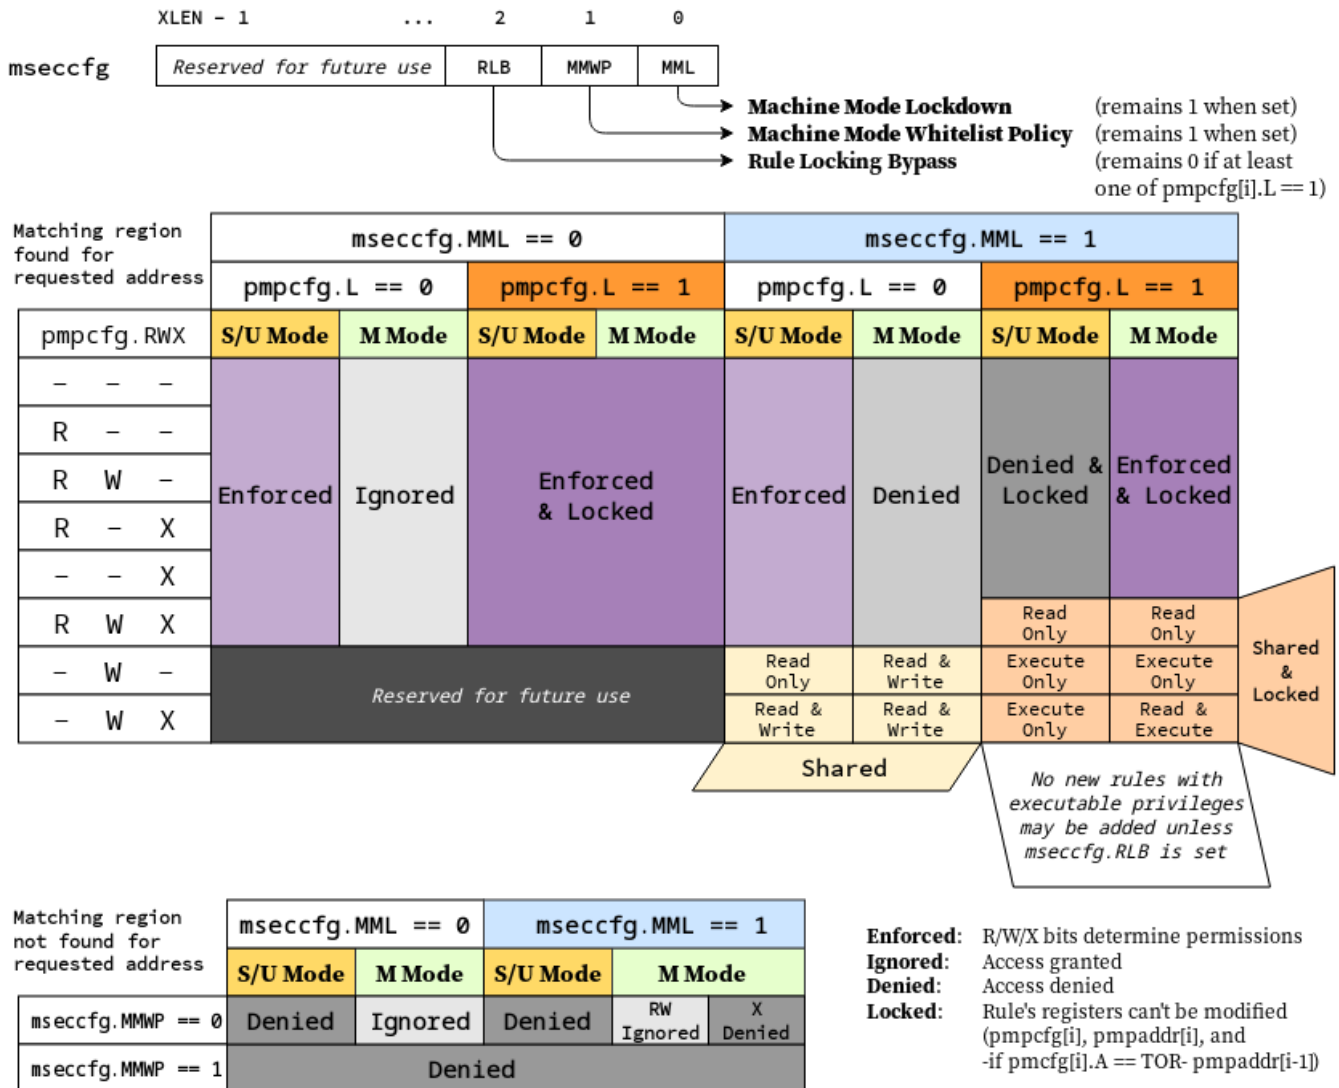 XLEN - 1 ... 2 1 0
mseccfg Reserved for future use RLB MMWP MML
Machine Mode Lockdown (remains 1 when set)
Machine Mode Whitelist Policy (remains 1 when set)
Rule Locking Bypass (remains 0 if at least
one of pmpcfg[i].L == 1)
Matching region
found for
requested address
mseccfg.MML == 0 mseccfg.MML == 1
pmpcfg.L == 0 pmpcfg.L == 1 pmpcfg.L == 0 pmpcfg.L == 1
pmpcfg.RWX S/U Mode M Mode S/U Mode M Mode S/U Mode M Mode S/U Mode M Mode
- - -
R - -
R W -
R - X
- - X
R W X
- W -
- W X
Enforced Ignored Enforced
& Locked
Enforced Denied Denied &
Locked
Enforced
& Locked
Read
Only
Read
Only
Reserved for future use
Read
Only
Read &
Write
Execute
Only
Execute
Only
Read &
Write
Read &
Write
Execute
Only
Read &
Execute
Shared
&
Locked
Shared
No new rules with
executable privileges
may be added unless
mseccfg.RLB is set
Matching region
not found for
requested address
mseccfg.MML == 0 mseccfg.MML == 1
S/U Mode M Mode S/U Mode M Mode
mseccfg.MMWP == 0 Denied Ignored Denied RW
Ignored
X
Denied
mseccfg.MMWP == 1 Denied
Enforced: R/W/X bits determine permissions
Ignored: Access granted
Denied: Access denied
Locked: Rule's registers can't be modified
(pmpcfg[i], pmpaddr[i], and
-if pmcfg[i].A == TOR- pmpaddr[i-1])